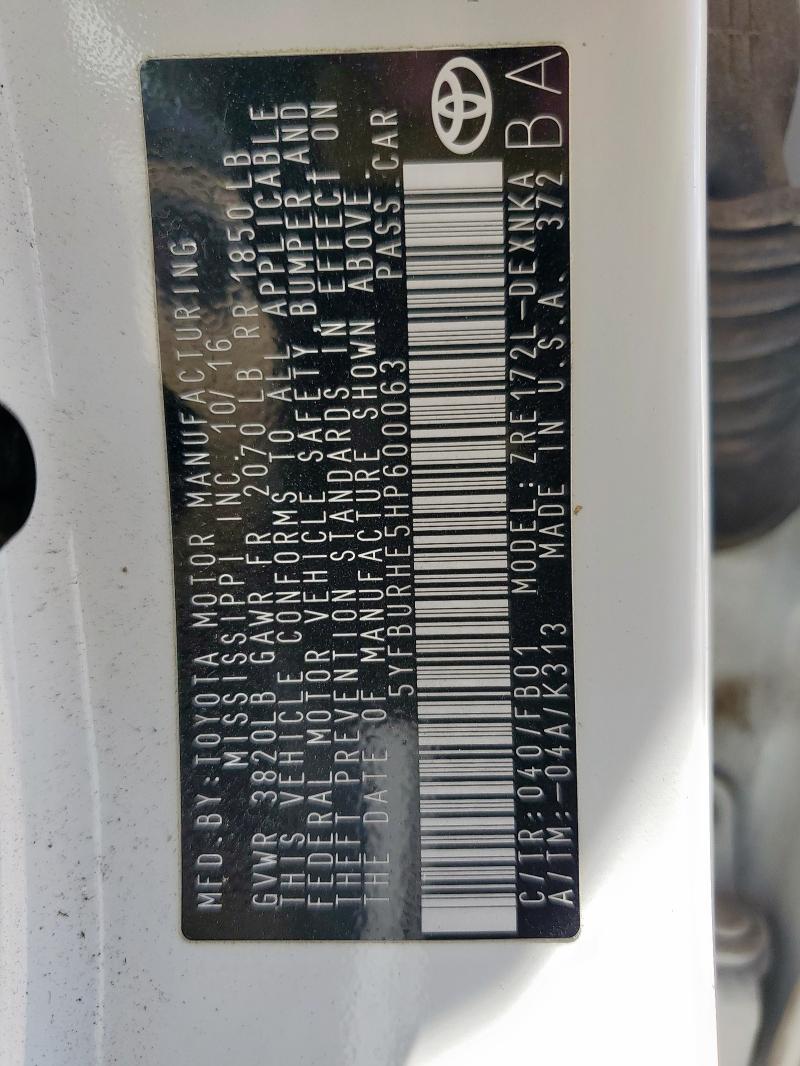 MFD.BY:TOYOTA MOTOR MANUFACTURING
MISSISSIPPI INC. 10/16
GVWR 3820LB GAWR FR 2070 LB RR 1850 LB
THIS VEHICLE CONFORMS TO ALL APPLICABLE
FEDERAL MOTOR VEHICLE SAFETY, BUMPER AND
THEFT PREVENTION STANDARDS IN EFFECT ON
THE DATE OF MANUFACTURE SHOWN ABOVE.
5YFBURHE5HP600063 PASS.CAR
C/TR:040/FB01 MODEL:ZRE172L-DEXNKA
A/TM:-04A/K313 MADE IN U.S.A. 372 BA